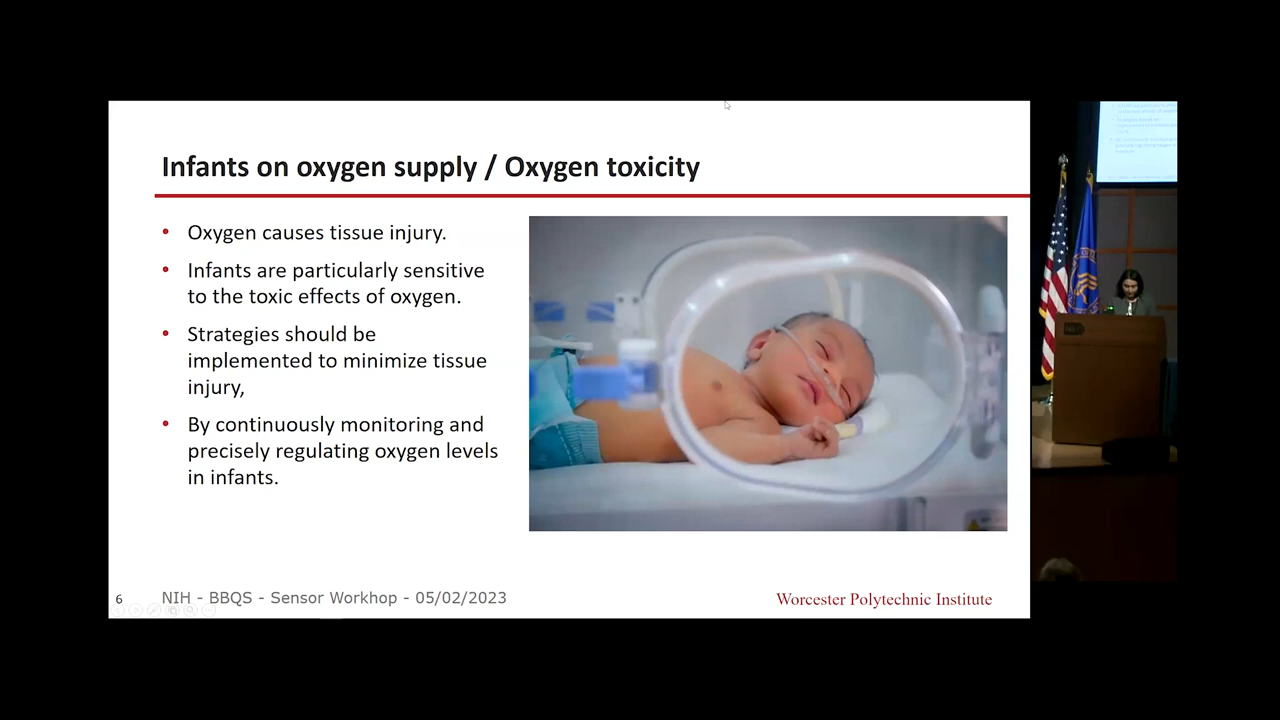 Infants on oxygen supply / Oxygen toxicity
• Oxygen causes tissue injury.
• Infants are particularly sensitive
to the toxic effects of oxygen.
• Strategies should be
implemented to minimize tissue
injury,
• By continuously monitoring and
precisely regulating oxygen levels
in infants.
6
NIH - BBQS - Sensor Workhop - 05/02/2023
Worcester Polytechnic Institute